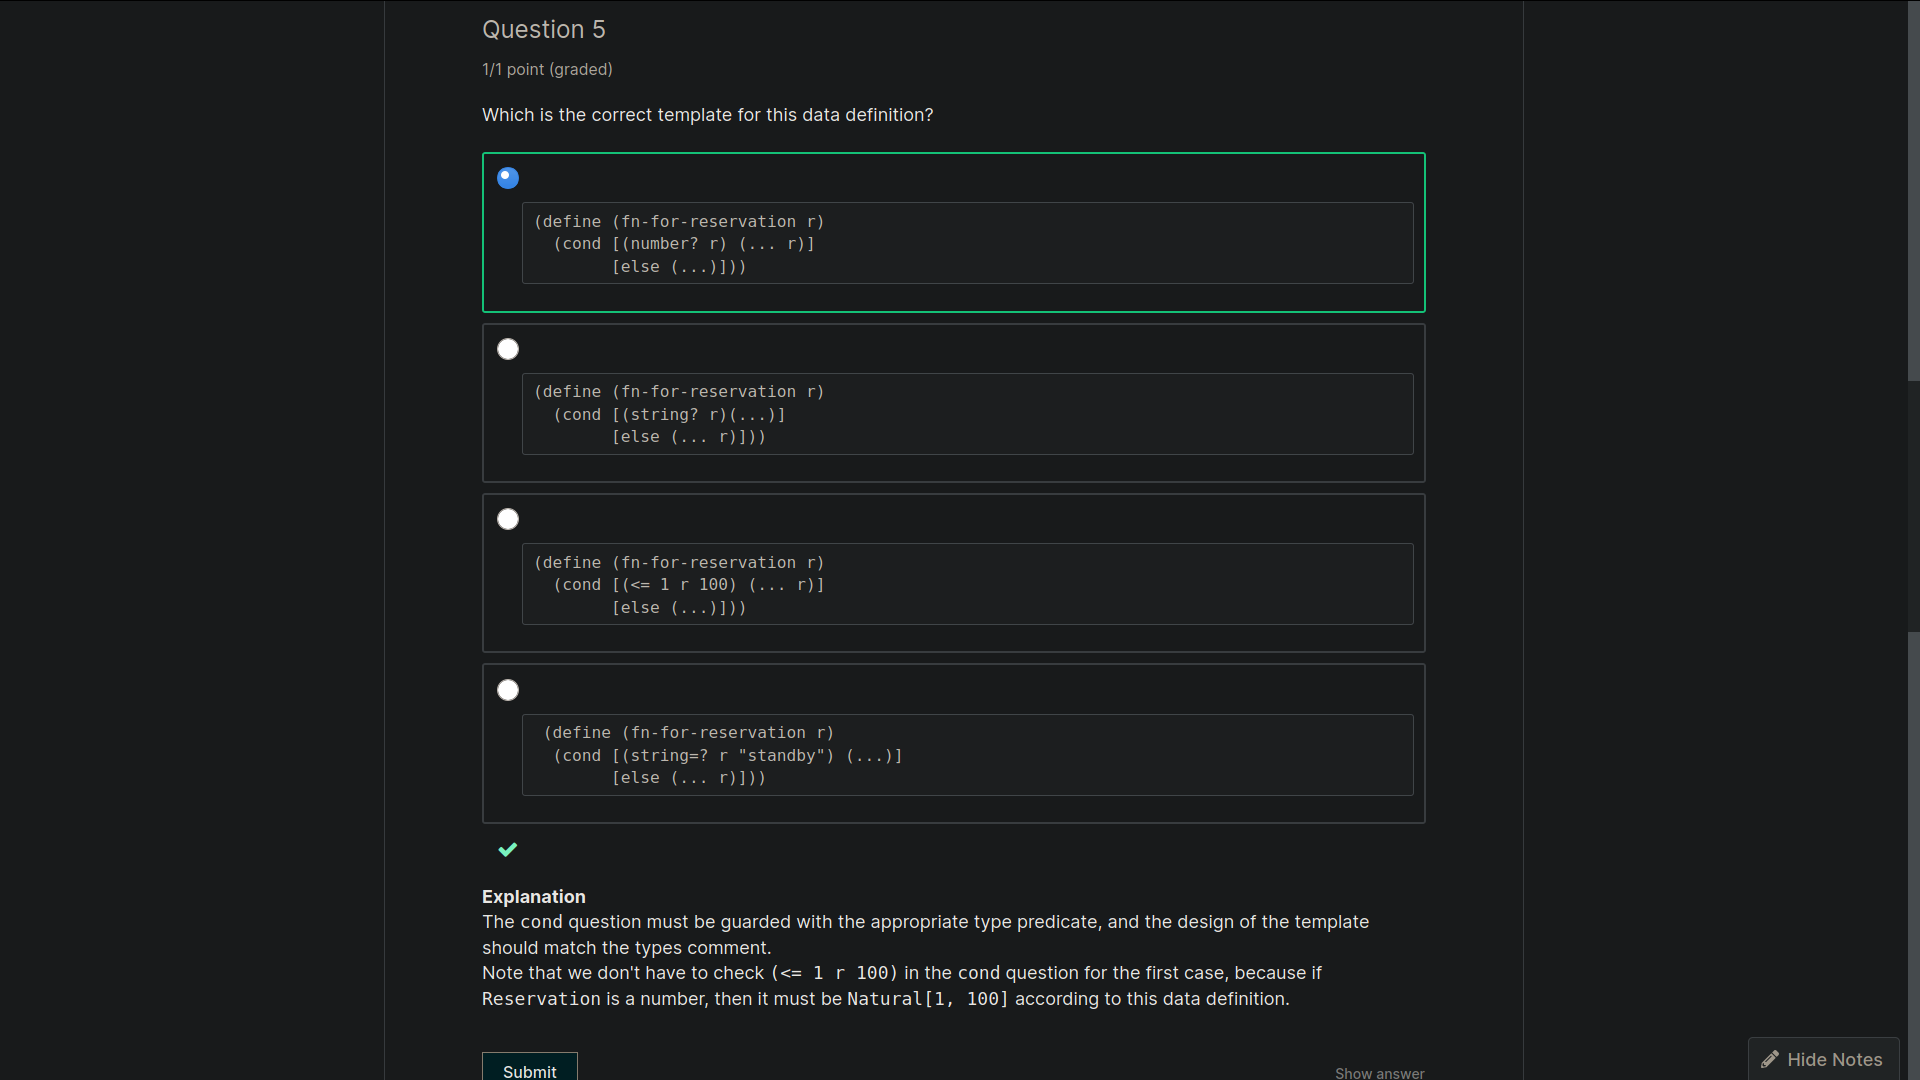 Question 5
1/1 point (graded)
Which is the correct template for this data definition?
(define (fn-for-reservation r)
  (cond [(number? r) (... r)]
        [else (...)]))
(define (fn-for-reservation r)
  (cond [(string? r)(...)]
        [else (... r)]))
(define (fn-for-reservation r)
  (cond [(<= 1 r 100) (... r)]
        [else (...)]))
 (define (fn-for-reservation r)
  (cond [(string=? r "standby") (...)]
        [else (... r)]))
Explanation
The cond question must be guarded with the appropriate type predicate, and the design of the template
should match the types comment.
Note that we don't have to check (<= 1 r 100) in the cond question for the first case, because if
Reservation is a number, then it must be Natural[1, 100] according to this data definition.
Submit
Show answer
Hide Notes